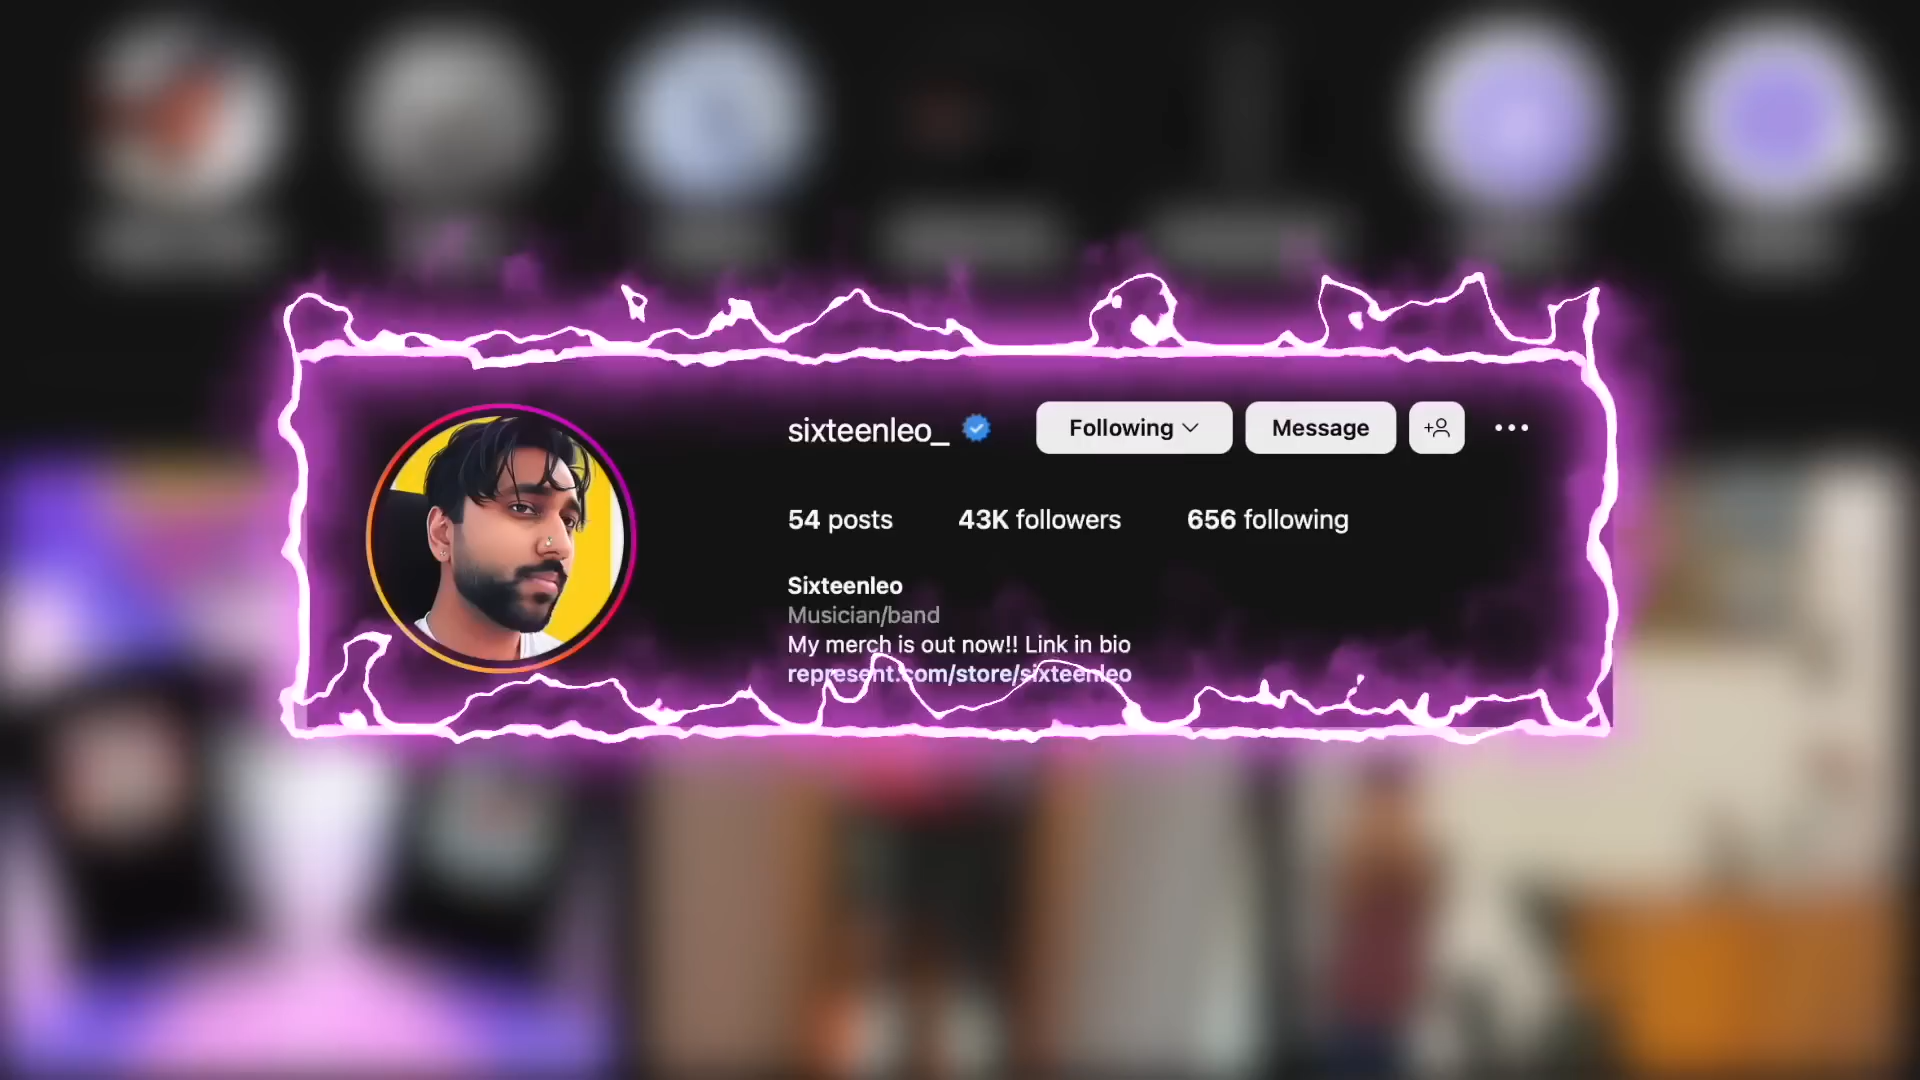 sixteenleo_ Following Message
54 posts 43K followers 656 following
Sixteenleo
Musician/band
My merch is out now!! Link in bio
represent.com/store/sixteenleo